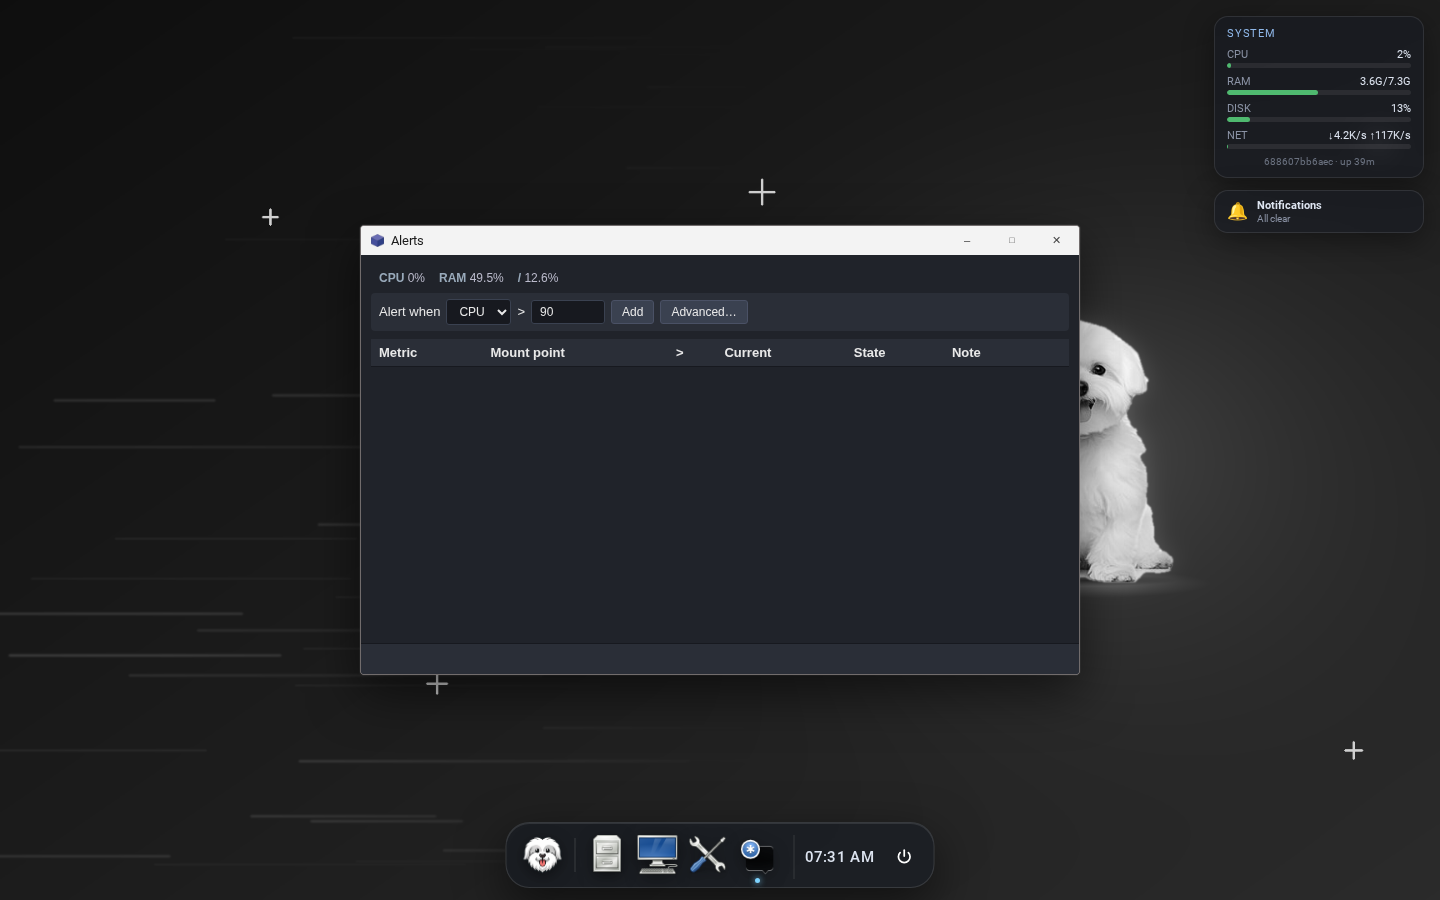 SYSTEM
CPU 2%
RAM 3.6G/7.3G
DISK 13%
NET ↓4.2K/s ↑117K/s
688607bb6aec · up 39m
🔔 Notifications
All clear
Alerts
CPU 0% RAM 49.5% / 12.6%
Alert when CPU > 90 Add Advanced…
Metric Mount point > Current State Note
07:31 AM